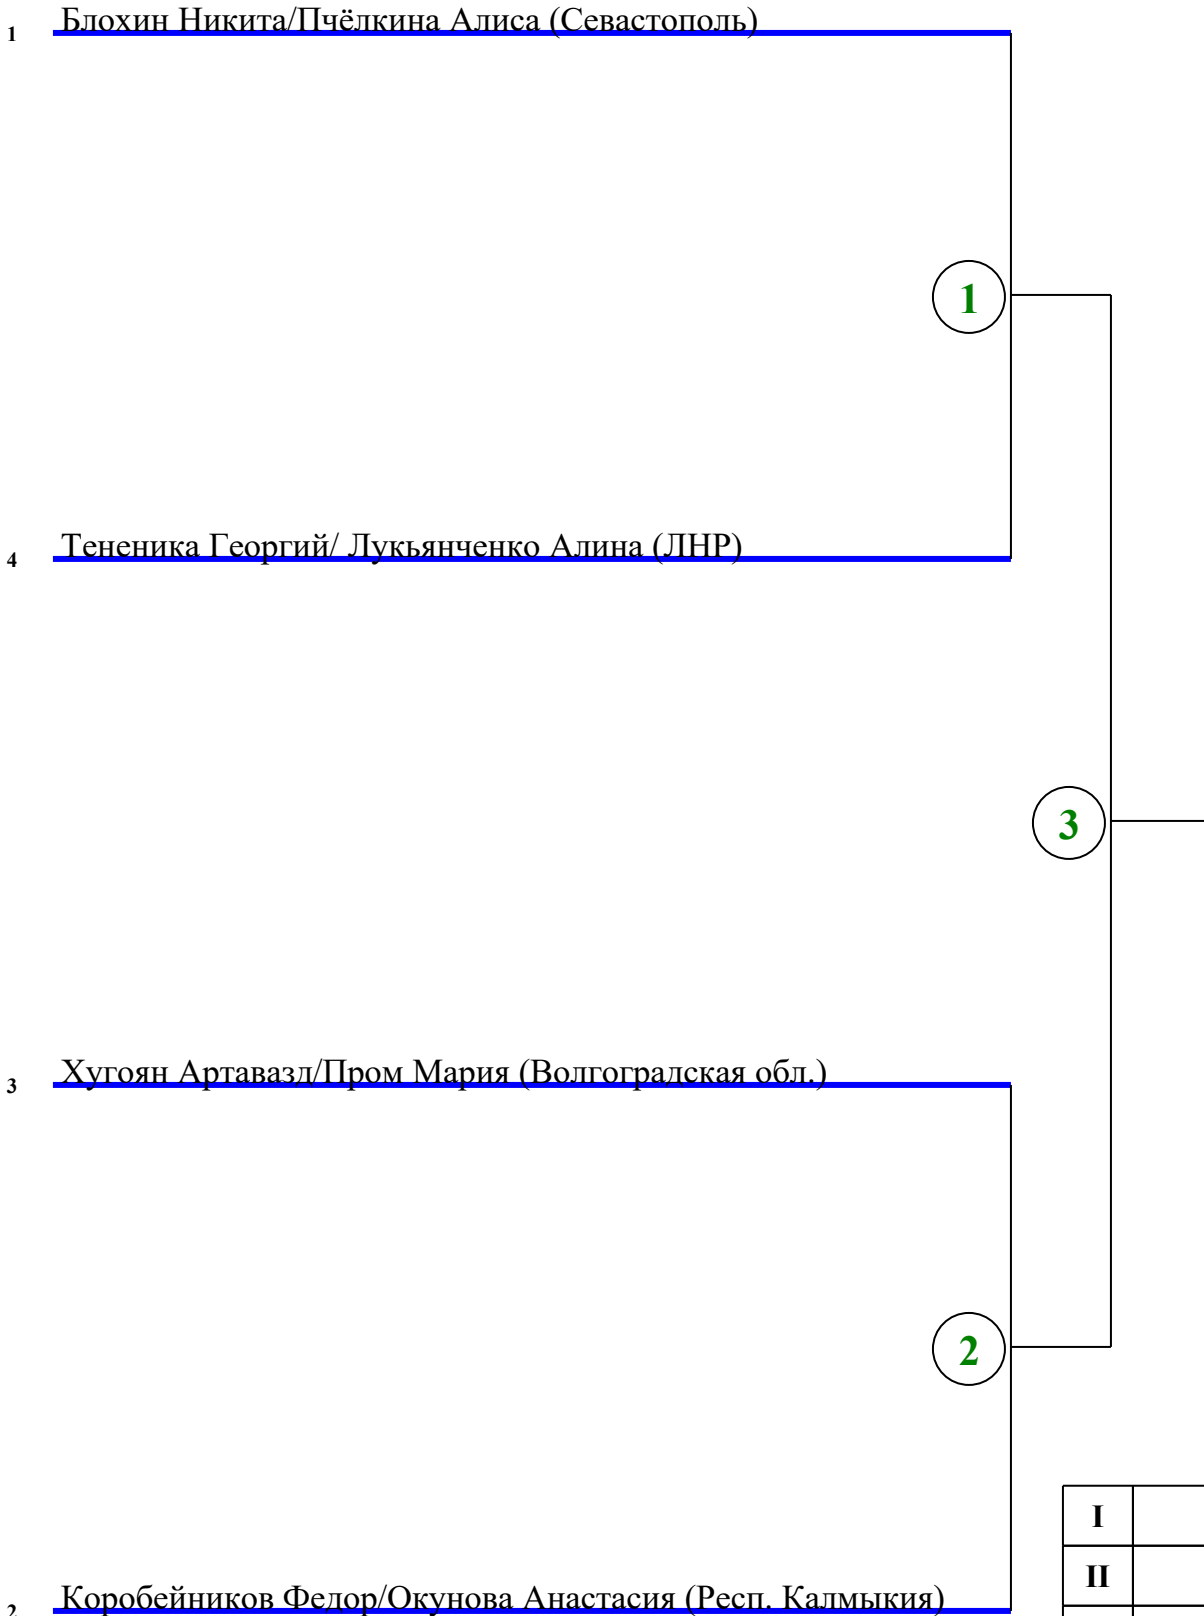 1 Блохин Никита/Пчёлкина Алиса (Севастополь)
1
4 Тененика Георгий/ Лукьянченко Алина (ЛНР)
3
3 Хугоян Артавазд/Пром Мария (Волгоградская обл.)
2
I
II
2 Коробейников Федор/Окунова Анастасия (Респ. Калмыкия)